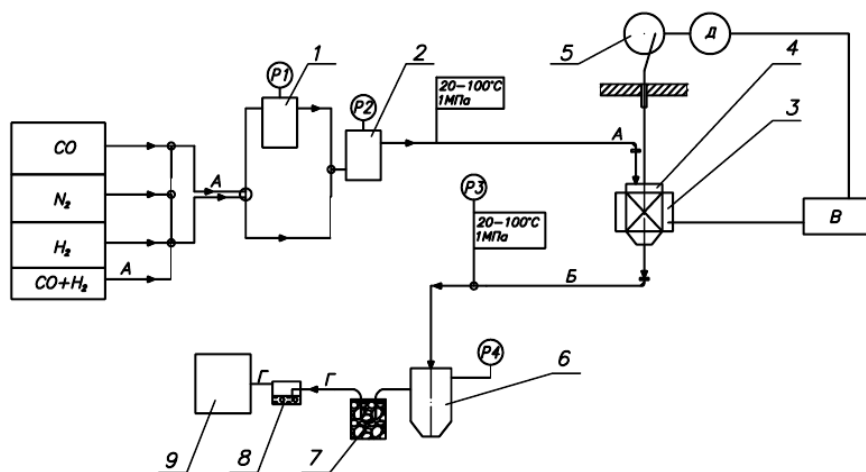 P1
1
P2
2
20-100°C
1МПа
5
Д
4
3
А
В
CO
N₂
H₂
CO+H₂
А
А
P3
20-100°C
1МПа
Б
P4
6
Г
Г
9
8
7